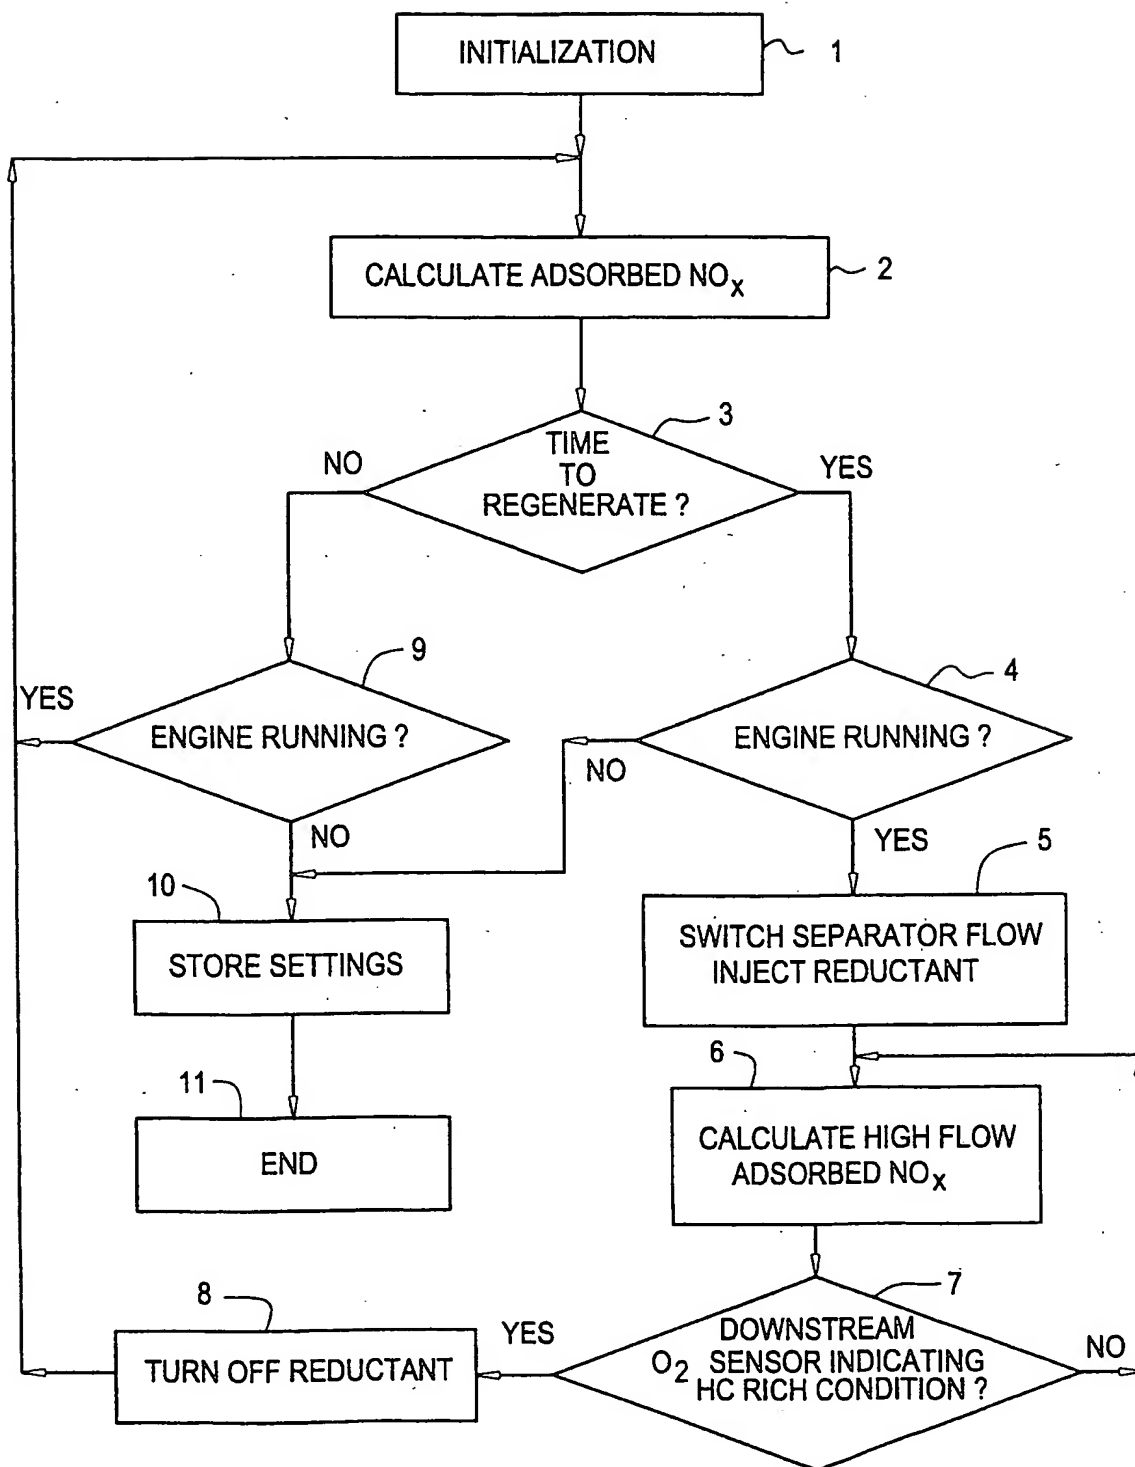 INITIALIZATION
1
CALCULATE ADSORBED NOX
2
3
TIME
TO
REGENERATE ?
NO
YES
9
4
YES
ENGINE RUNNING ?
ENGINE RUNNING ?
NO
NO
YES
5
10
STORE SETTINGS
SWITCH SEPARATOR FLOW
INJECT REDUCTANT
6
11
END
CALCULATE HIGH FLOW
ADSORBED NOX
7
8
YES
TURN OFF REDUCTANT
DOWNSTREAM
O2 SENSOR INDICATING
HC RICH CONDITION ?
NO